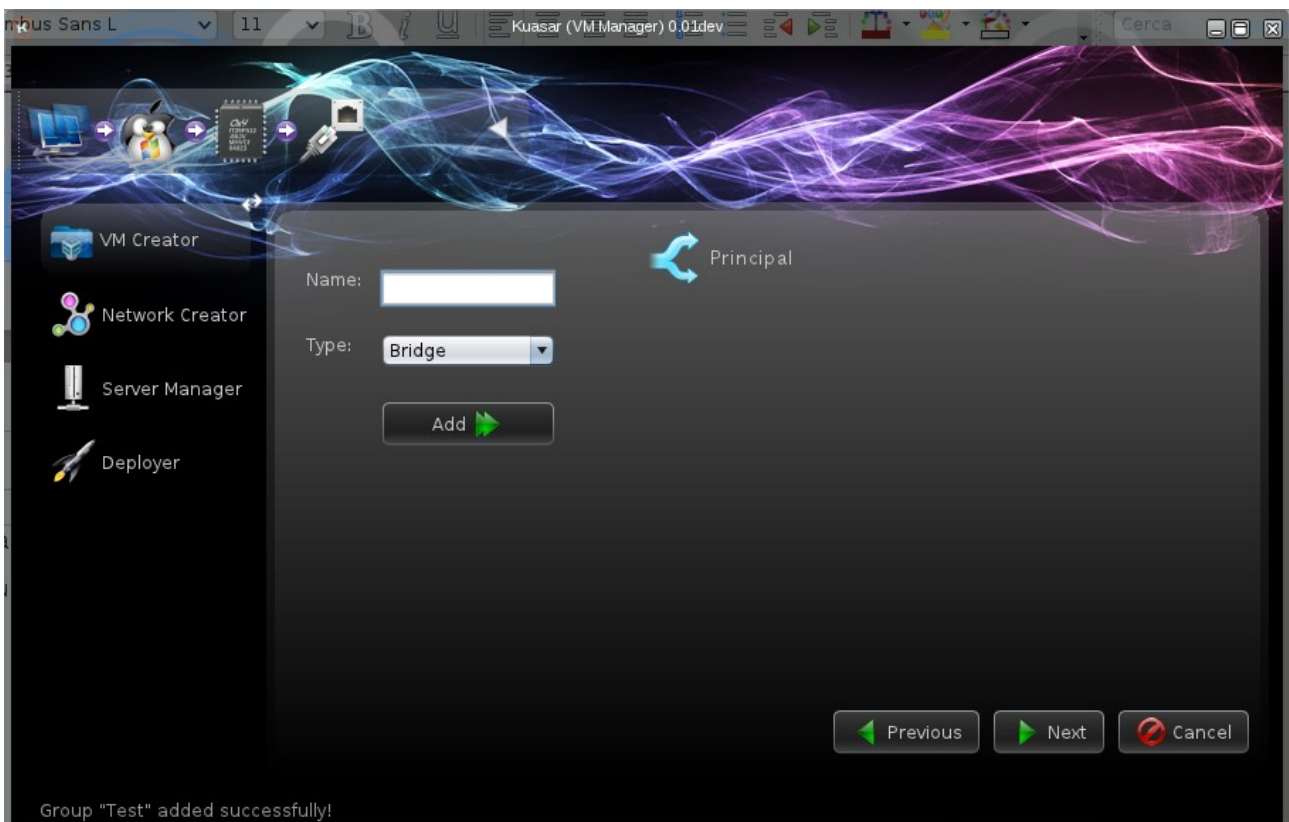 mbus Sans L 11 B i U Kuasar (VM Manager) 0.01dev Cerca
VM Creator
Network Creator
Server Manager
Deployer
Principal
Name:
Type: Bridge
Add
Previous Next Cancel
Group "Test" added successfully!